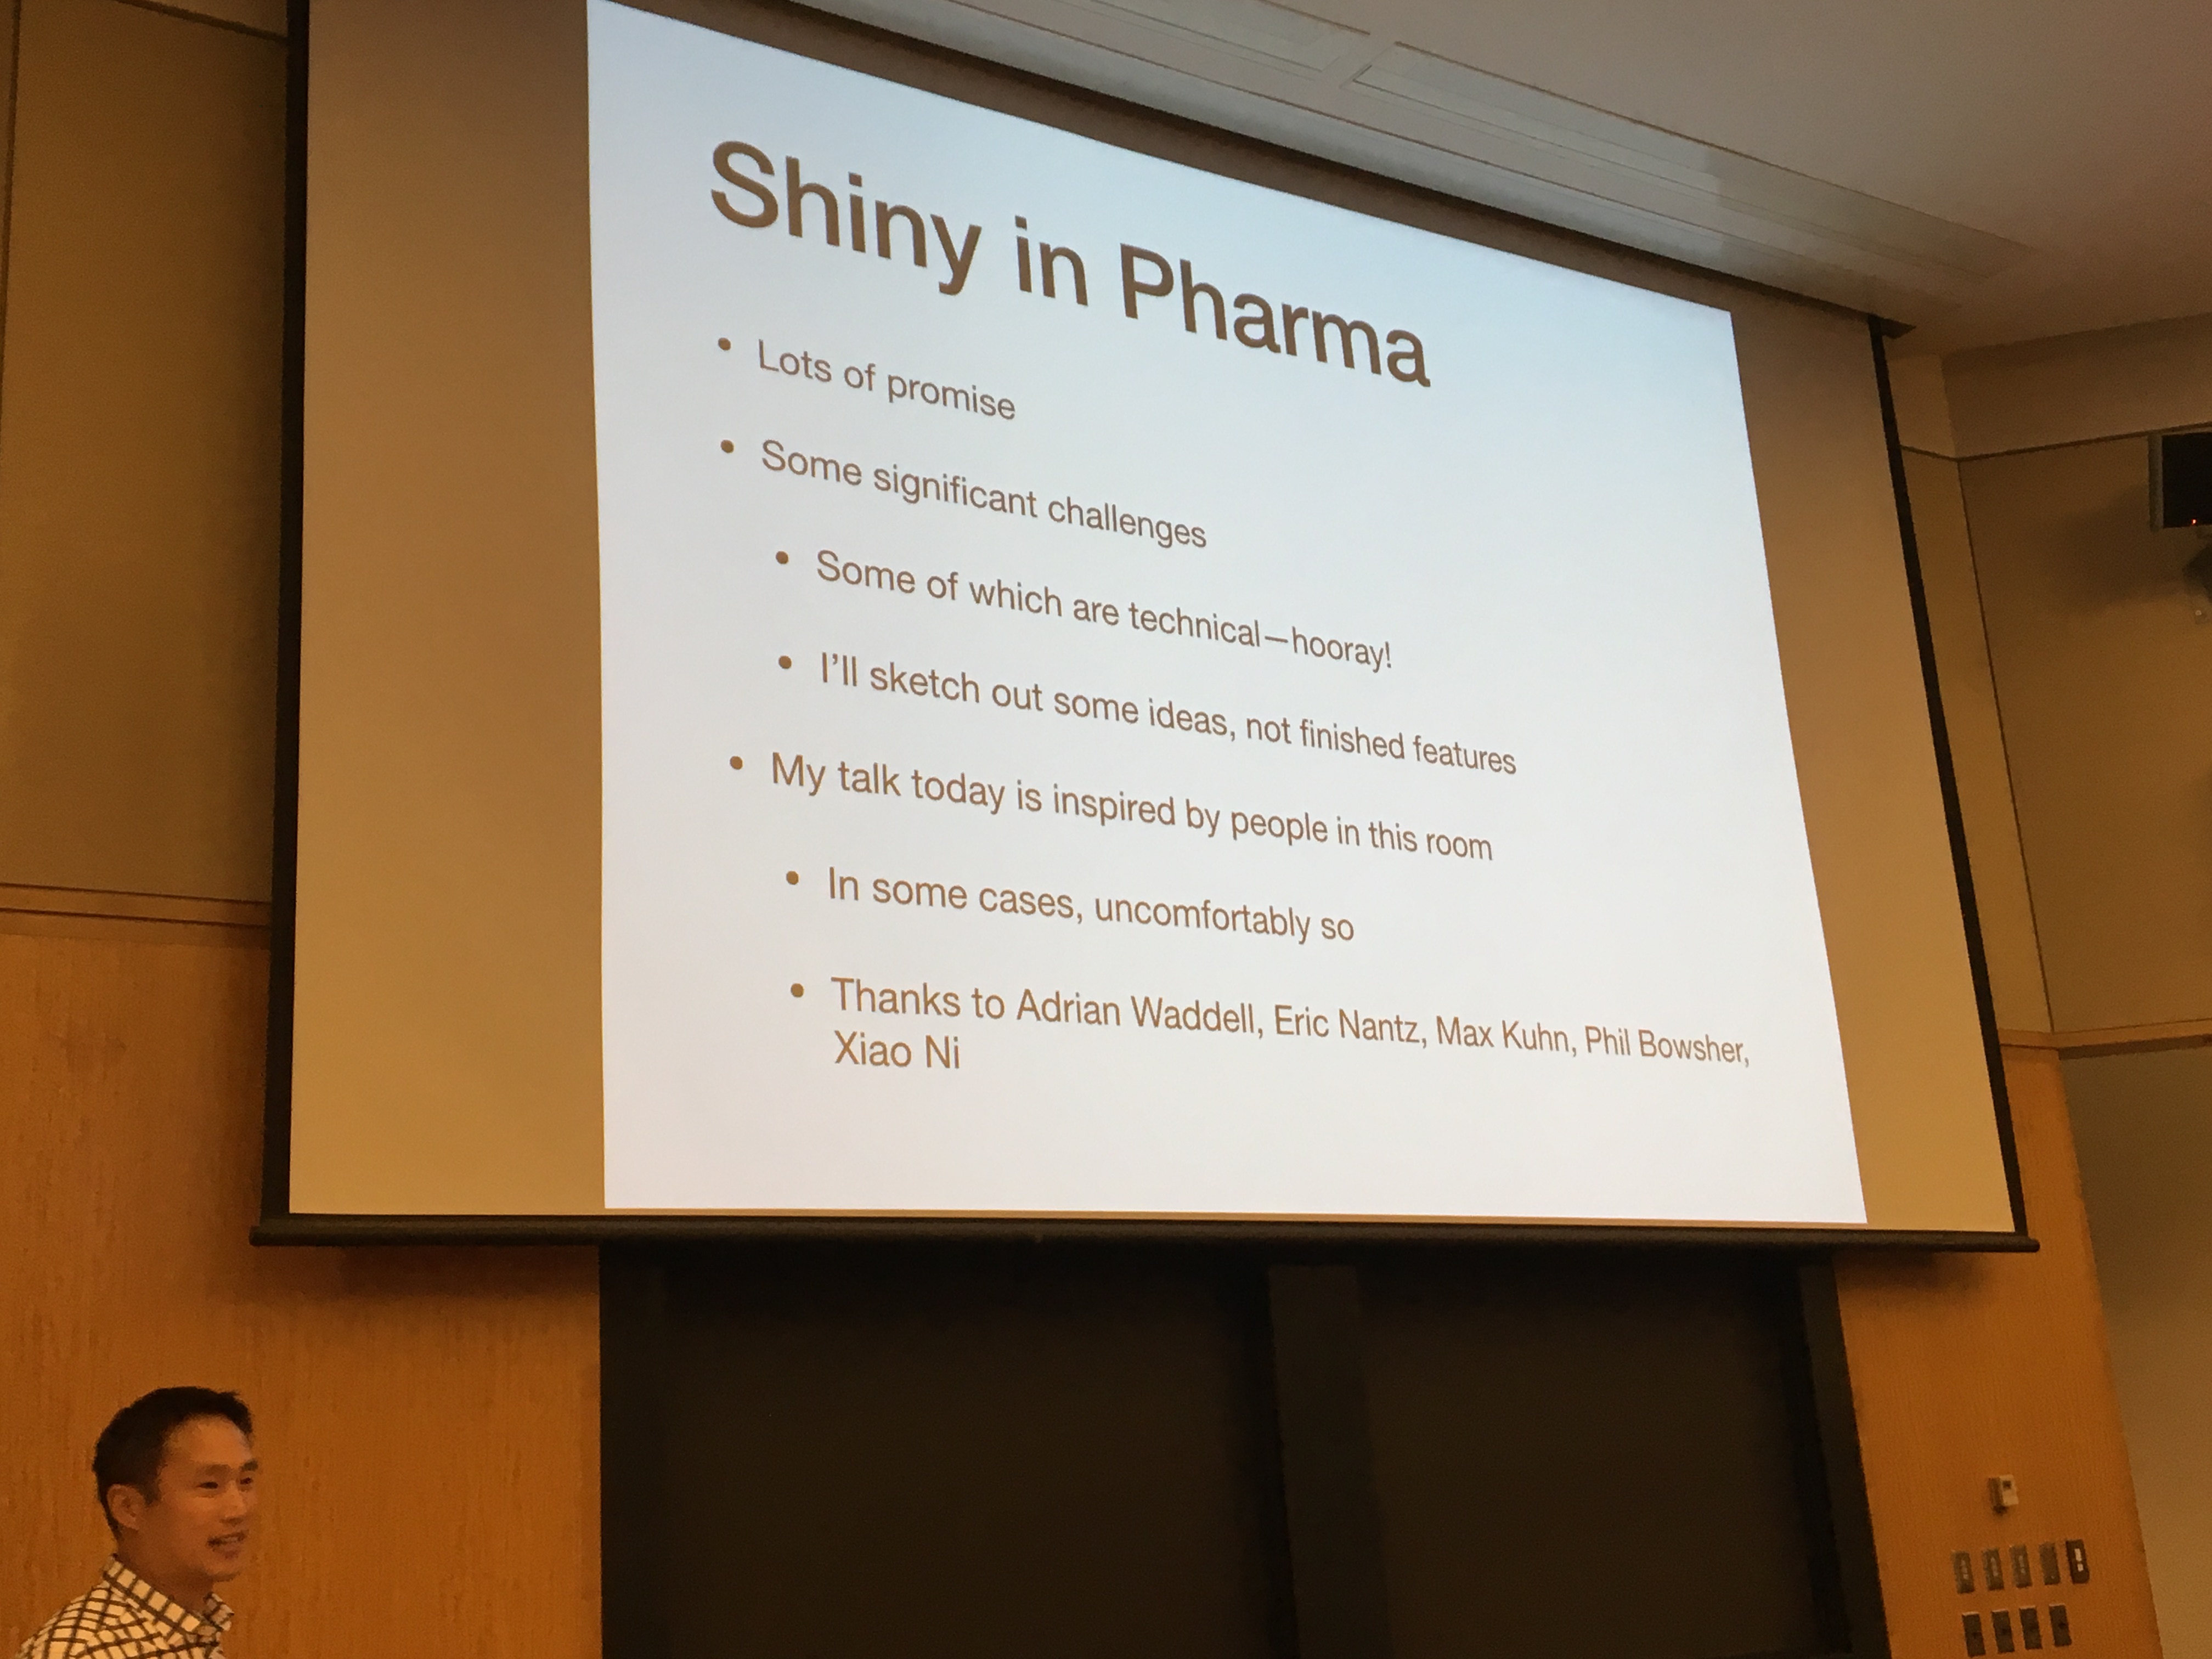 Shiny in Pharma
• Lots of promise
• Some significant challenges
• Some of which are technical—hooray!
• I’ll sketch out some ideas, not finished features
• My talk today is inspired by people in this room
• In some cases, uncomfortably so
• Thanks to Adrian Waddell, Eric Nantz, Max Kuhn, Phil Bowsher,
Xiao Ni